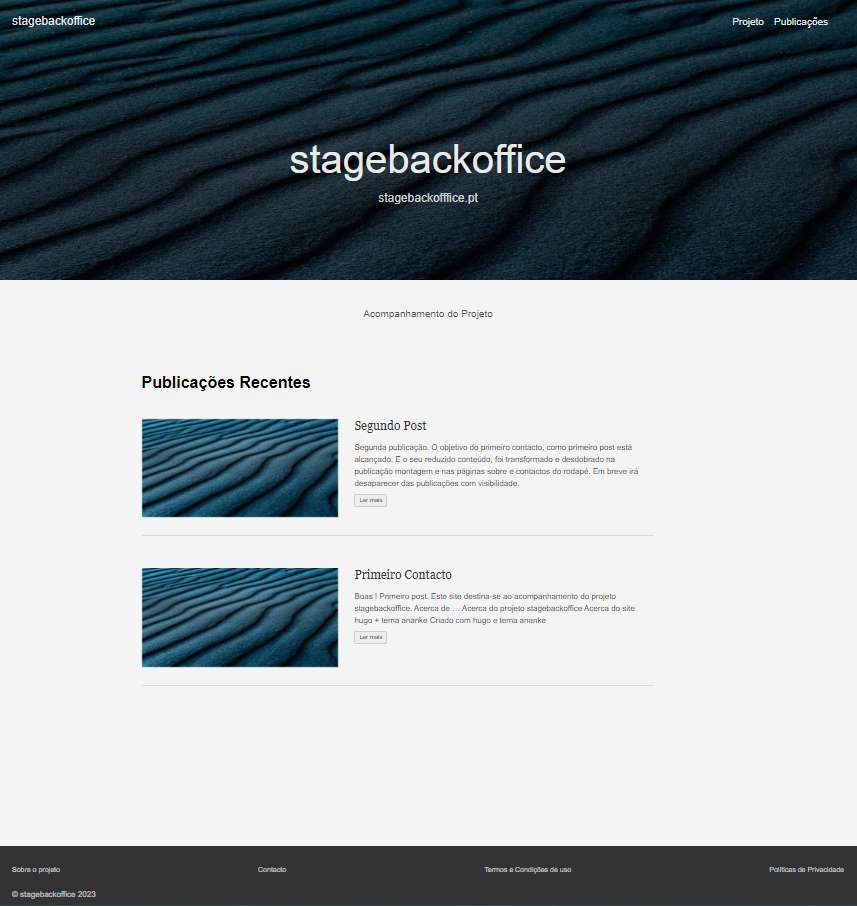 stagebackoffice
Projeto Publicações
stagebackoffice
stagebackofffice.pt
Acompanhamento do Projeto
Publicações Recentes
Segundo Post
Segunda publicação. O objetivo do primeiro contacto, como primeiro post está
alcançado. E o seu reduzido conteúdo, foi transformado e desdobrado na
publicação montagem e nas páginas sobre e contactos do rodapé. Em breve irá
desaparecer das publicações com visibilidade.
Ler mais
Primeiro Contacto
Boas ! Primeiro post. Este site destina-se ao acompanhamento do projeto
stagebackoffice. Acerca de … Acerca do projeto stagebackoffice Acerca do site
hugo + tema ananke Criado com hugo e tema ananke
Ler mais
Sobre o projeto
Contacto
Termos e Condições de uso
Políticas de Privacidade
© stagebackoffice 2023